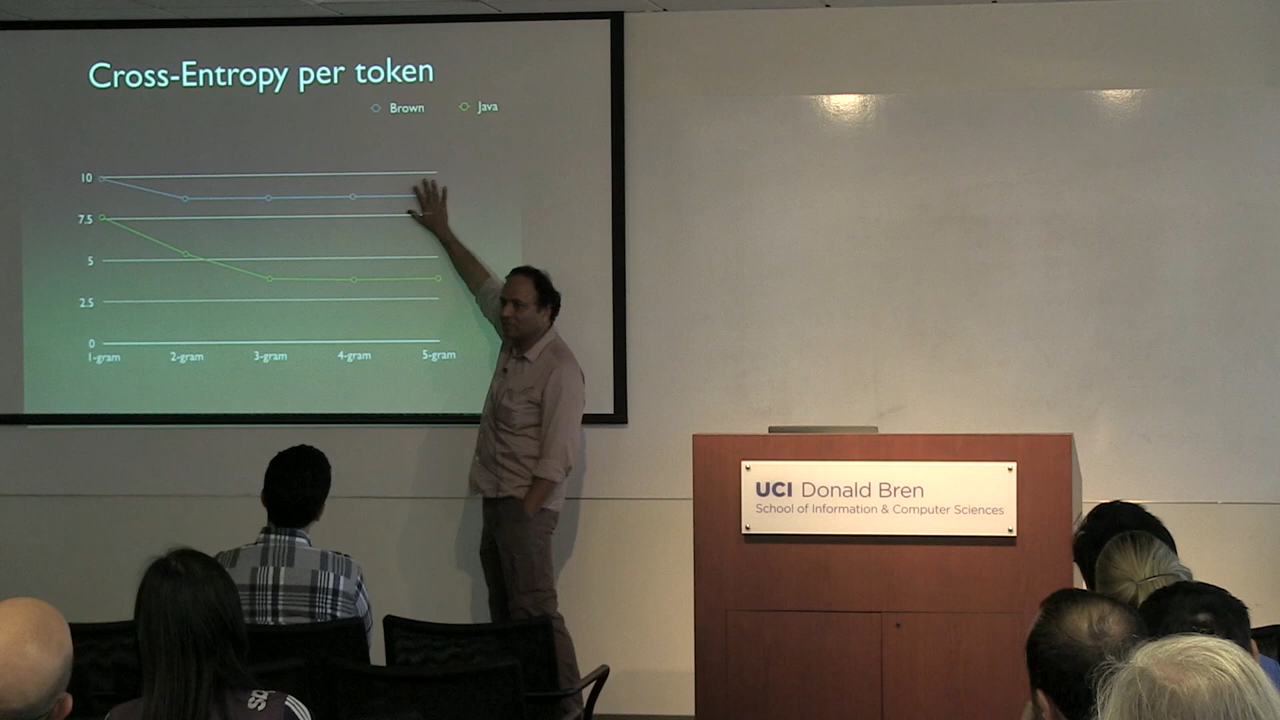 Cross-Entropy per token
Brown Java
10
7.5
5
2.5
0
1-gram 2-gram 3-gram 4-gram 5-gram
UCI Donald Bren
School of Information & Computer Sciences